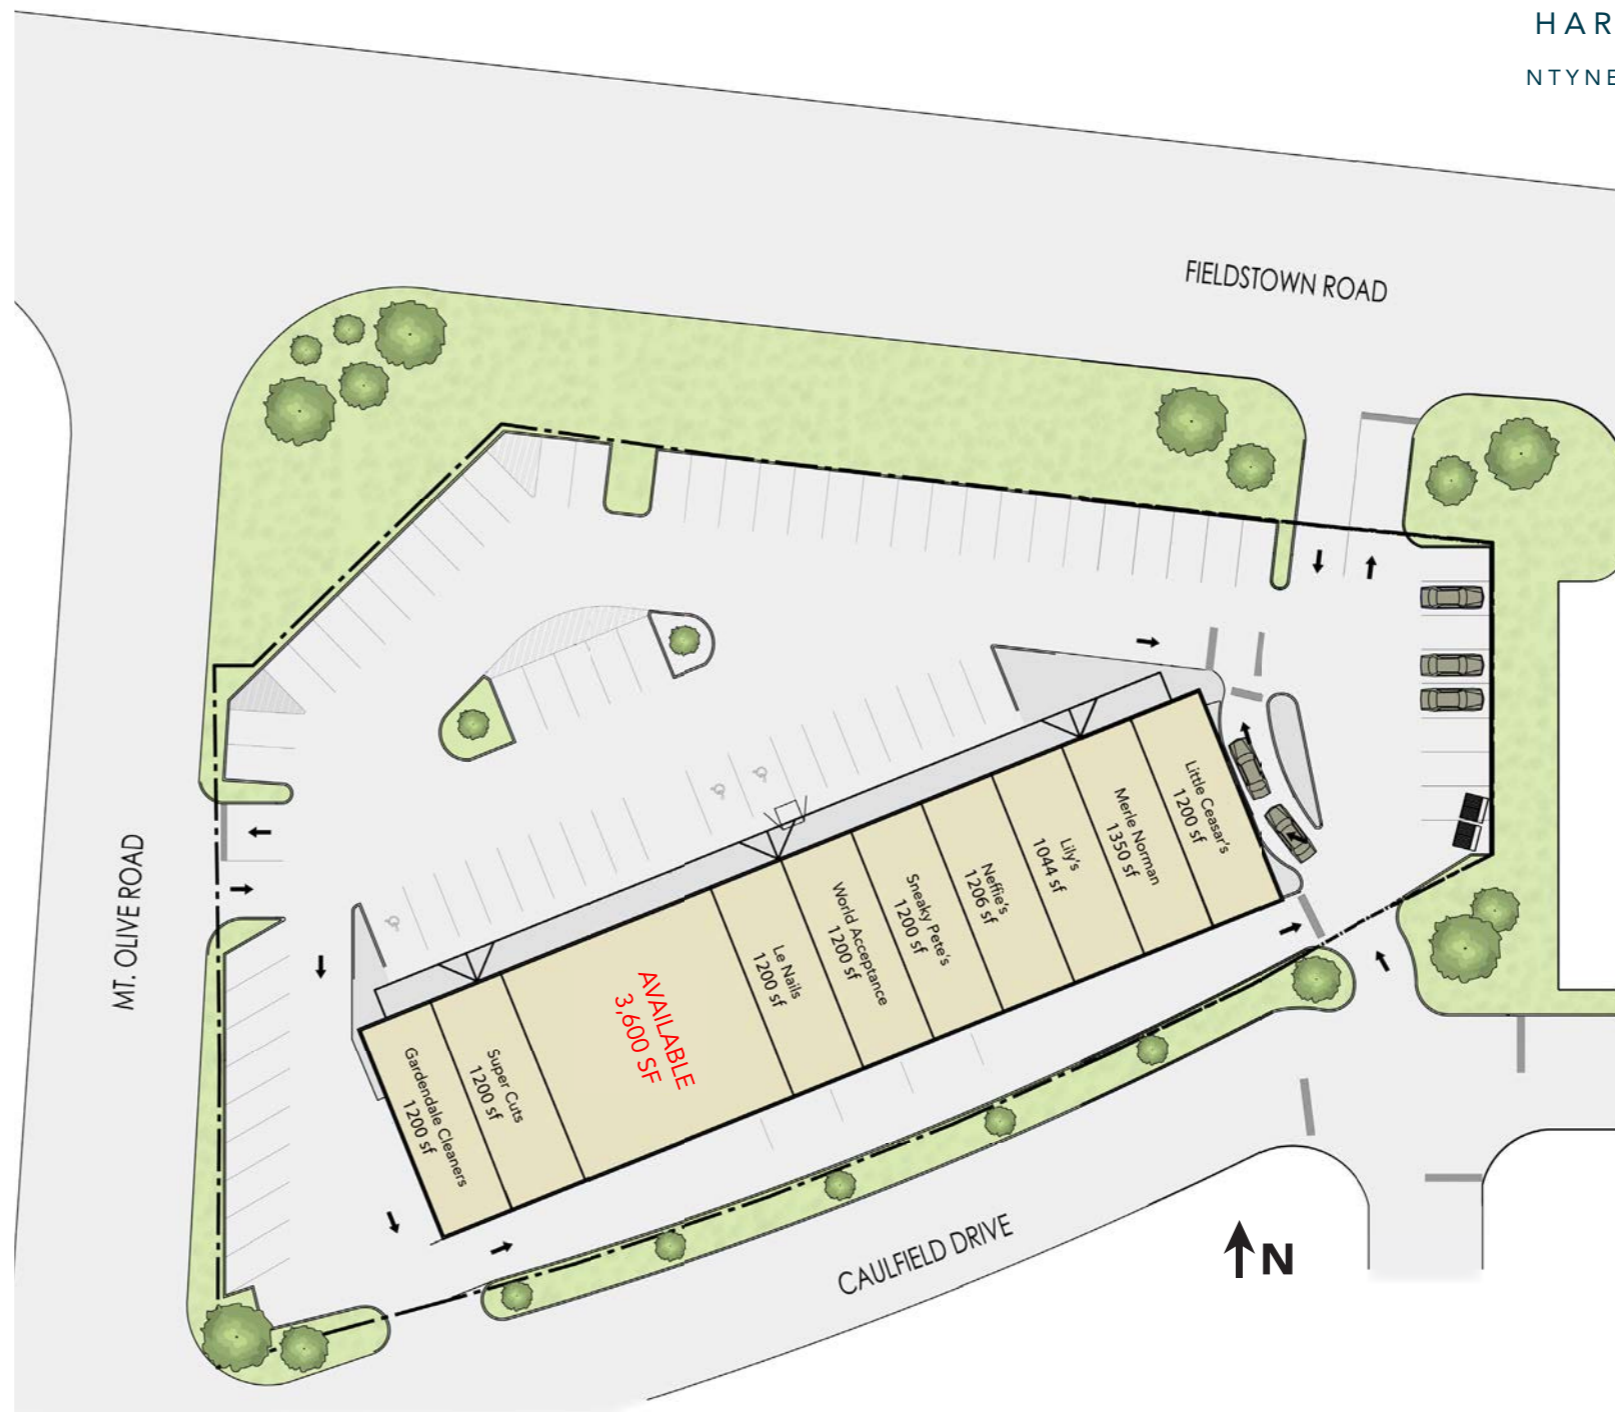 HAR
NTYNE
FIELDSTOWN ROAD
MT. OLIVE ROAD
Gardendale Cleaners
1200 sf
Super Cuts
1200 sf
AVAILABLE
3,600 SF
Le Nails
1200 sf
World Acceptance
1200 sf
Sneaky Pete's
1200 sf
Neffie's
1206 sf
Lily's
1044 sf
Merle Norman
1350 sf
Little Ceasar's
1200 sf
CAULFIELD DRIVE
N